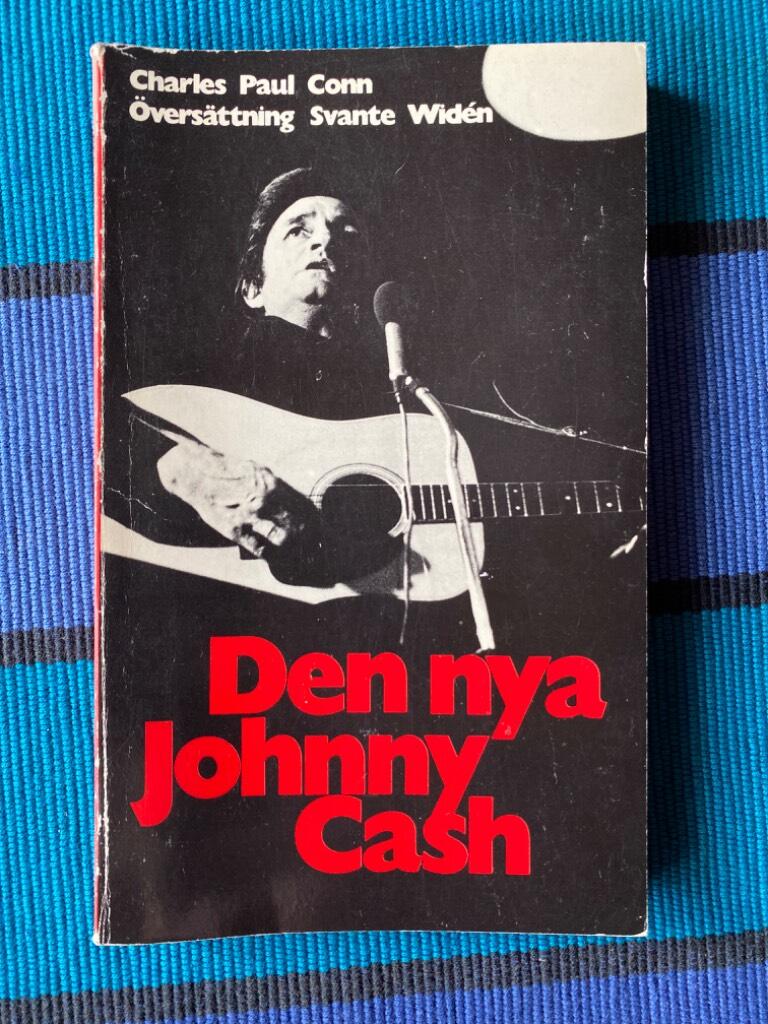 Charles Paul Conn
Översättning Svante Widén
Den nya
Johnny
Cash